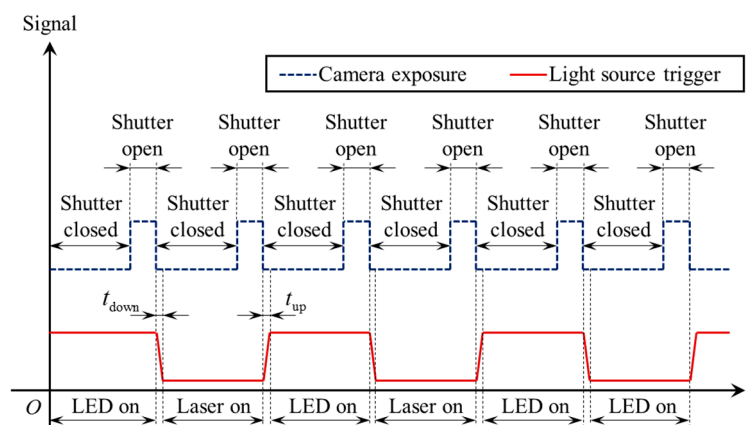 Signal
Camera exposure
Light source trigger
Shutter open
Shutter open
Shutter open
Shutter open
Shutter open
Shutter open
Shutter closed
Shutter closed
Shutter closed
Shutter closed
Shutter closed
Shutter closed
tdown
tup
O
LED on
Laser on
LED on
Laser on
LED on
LED on